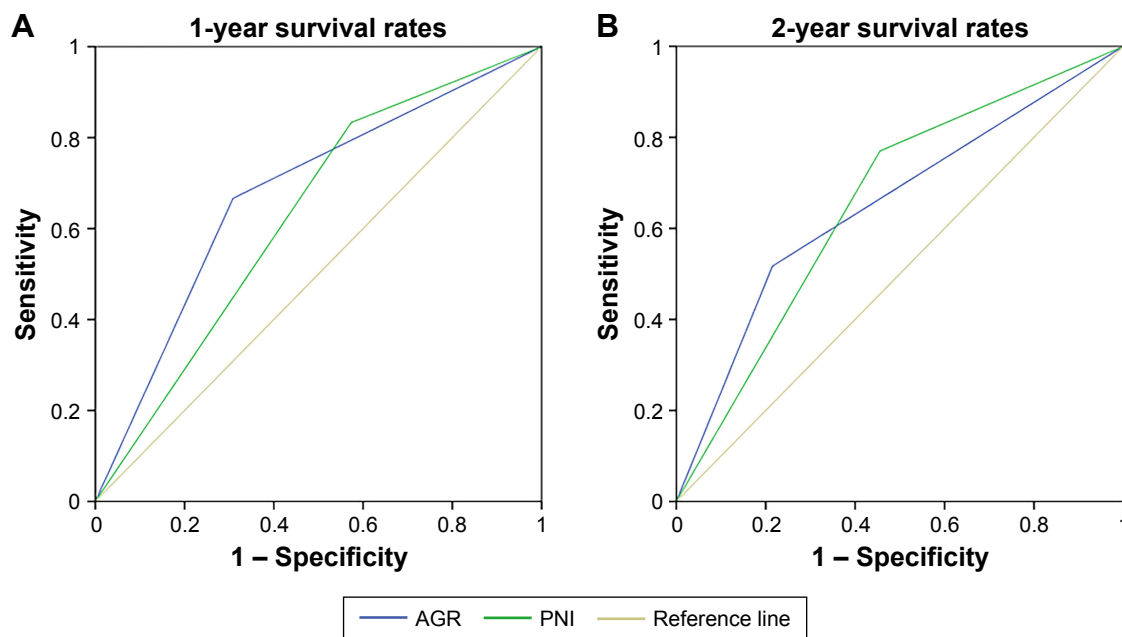 A
1-year survival rates
1
0.8
0.6
0.4
0.2
0
Sensitivity
0
0.2
0.4
0.6
0.8
1
1 – Specificity
B
2-year survival rates
1
0.8
0.6
0.4
0.2
0
Sensitivity
0
0.2
0.4
0.6
0.8
1
1 – Specificity
AGR PNI Reference line